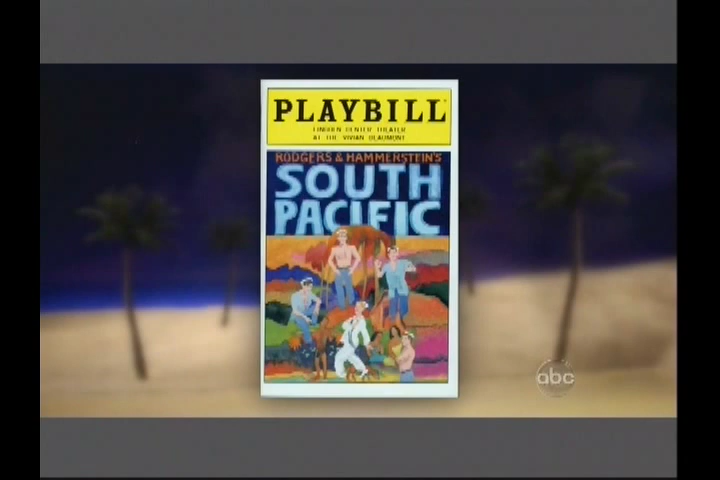 PLAYBILL
LINCOLN CENTER THEATER
AT THE VIVIAN BEAUMONT
RODGERS & HAMMERSTEIN'S
SOUTH
PACIFIC
abc